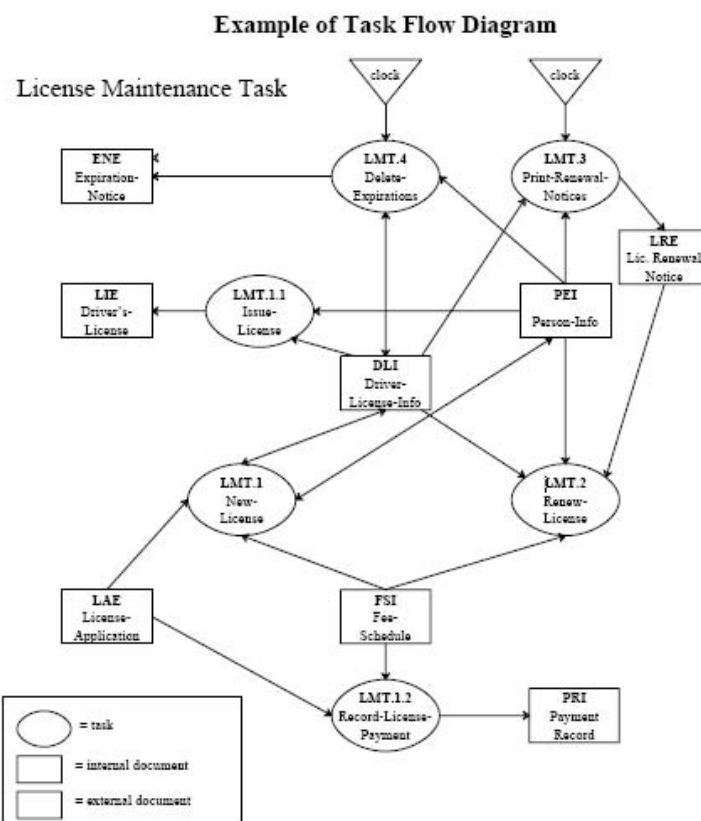 Example of Task Flow Diagram
License Maintenance Task
clock
clock
ENE
Expiration-
Notice
LMT.4
Delete-
Expirations
LMT.3
Print-Renewal-
Notices
LRE
Lic. Renewal
Notice
LIE
Driver's-
License
LMT.1.1
Issue-
License
PEI
Person-Info
DLI
Driver-
License-Info
LMT.1
New-
License
LMT.2
Renew-
License
LAE
License-
Application
FSI
Fee-
Schedule
LMT.1.2
Record-License-
Payment
PRI
Payment
Record
= task
= internal document
= external document